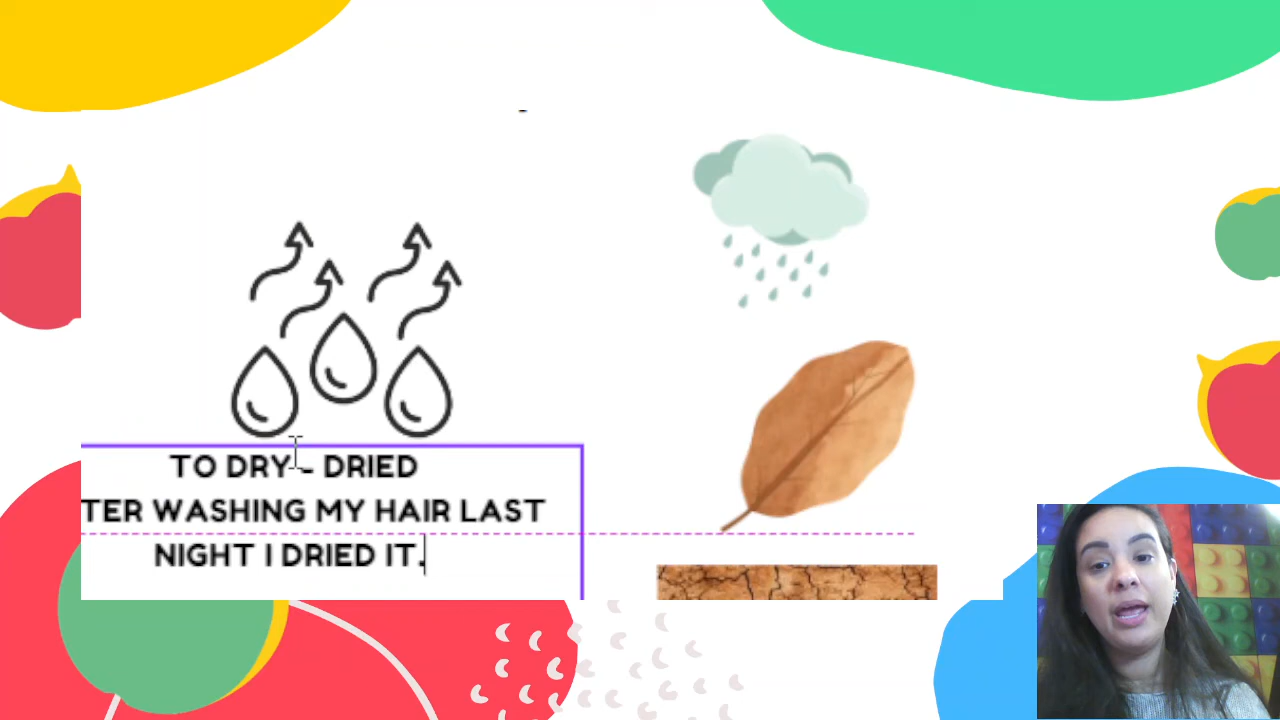 TO DRY - DRIED
TER WASHING MY HAIR LAST
NIGHT I DRIED IT.